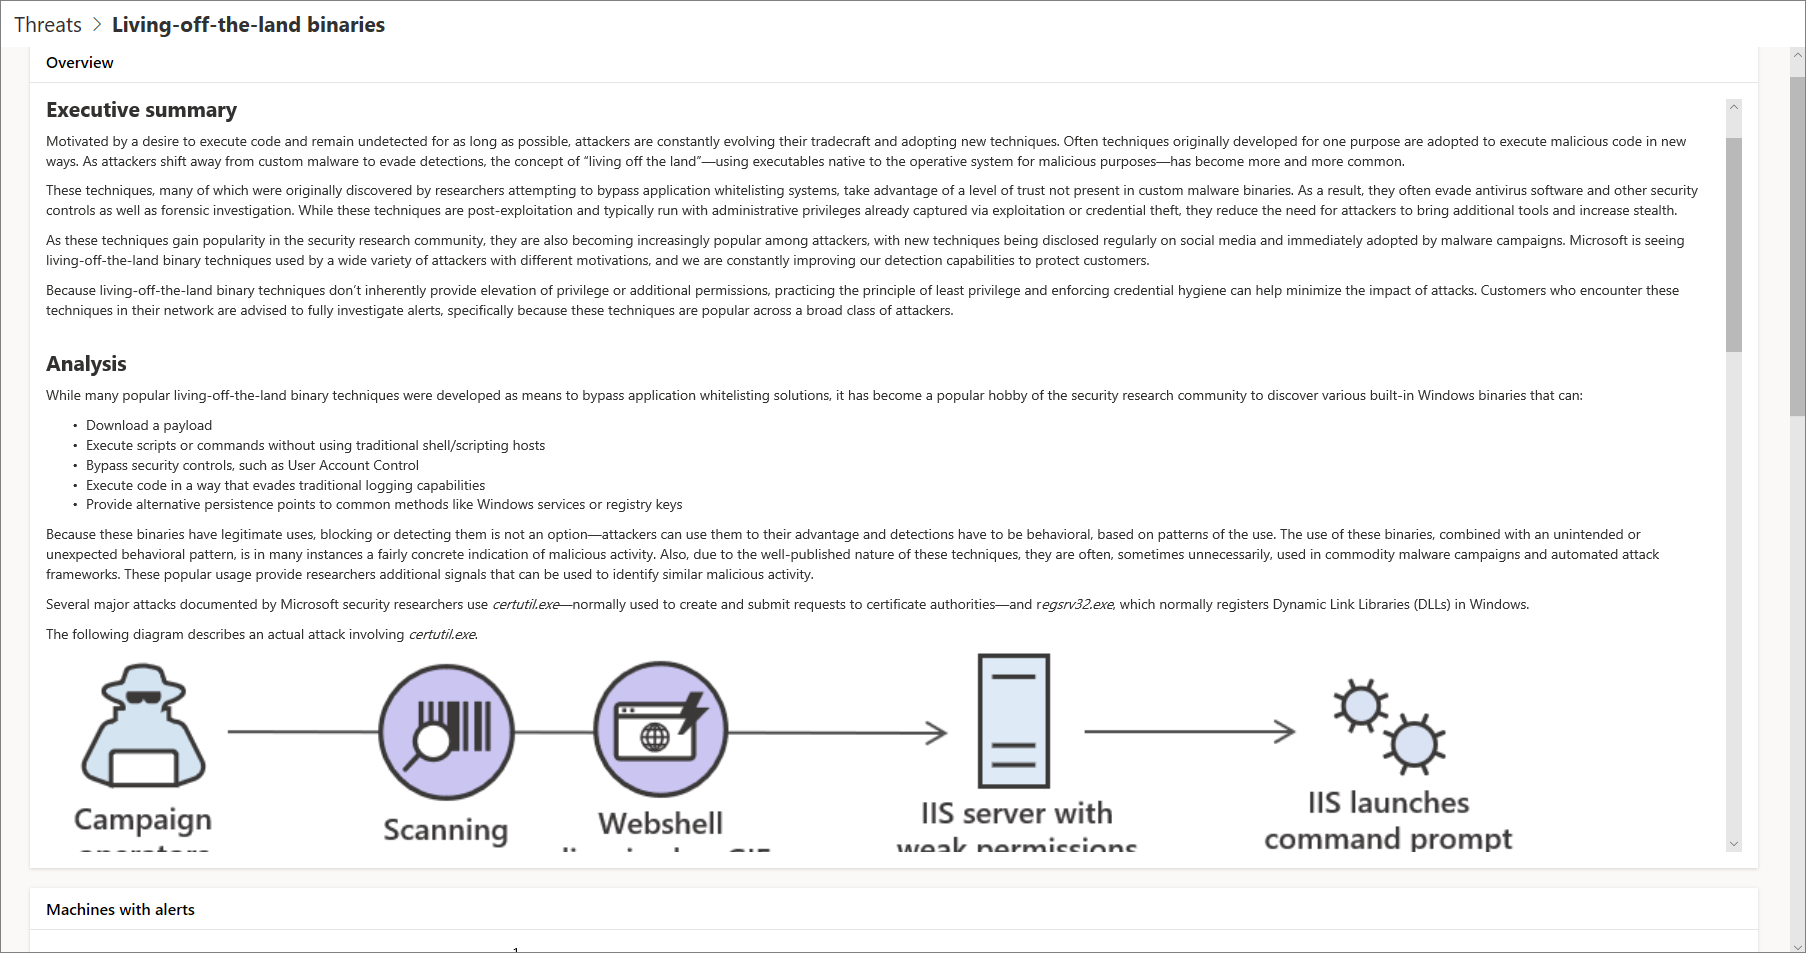 Threats > Living-off-the-land binaries
Overview
Executive summary
Motivated by a desire to execute code and remain undetected for as long as possible, attackers are constantly evolving their tradecraft and adopting new techniques. Often techniques originally developed for one purpose are adopted to execute malicious code in new
ways. As attackers shift away from custom malware to evade detections, the concept of “living off the land”—using executables native to the operative system for malicious purposes—has become more and more common.
These techniques, many of which were originally discovered by researchers attempting to bypass application whitelisting systems, take advantage of a level of trust not present in custom malware binaries. As a result, they often evade antivirus software and other security
controls as well as forensic investigation. While these techniques are post-exploitation and typically run with administrative privileges already captured via exploitation or credential theft, they reduce the need for attackers to bring additional tools and increase stealth.
As these techniques gain popularity in the security research community, they are also becoming increasingly popular among attackers, with new techniques being disclosed regularly on social media and immediately adopted by malware campaigns. Microsoft is seeing
living-off-the-land binary techniques used by a wide variety of attackers with different motivations, and we are constantly improving our detection capabilities to protect customers.
Because living-off-the-land binary techniques don’t inherently provide elevation of privilege or additional permissions, practicing the principle of least privilege and enforcing credential hygiene can help minimize the impact of attacks. Customers who encounter these
techniques in their network are advised to fully investigate alerts, specifically because these techniques are popular across a broad class of attackers.
Analysis
While many popular living-off-the-land binary techniques were developed as means to bypass application whitelisting solutions, it has become a popular hobby of the security research community to discover various built-in Windows binaries that can:
• Download a payload
• Execute scripts or commands without using traditional shell/scripting hosts
• Bypass security controls, such as User Account Control
• Execute code in a way that evades traditional logging capabilities
• Provide alternative persistence points to common methods like Windows services or registry keys
Because these binaries have legitimate uses, blocking or detecting them is not an option—attackers can use them to their advantage and detections have to be behavioral, based on patterns of the use. The use of these binaries, combined with an unintended or
unexpected behavioral pattern, is in many instances a fairly concrete indication of malicious activity. Also, due to the well-published nature of these techniques, they are often, sometimes unnecessarily, used in commodity malware campaigns and automated attack
frameworks. These popular usage provide researchers additional signals that can be used to identify similar malicious activity.
Several major attacks documented by Microsoft security researchers use certutil.exe—normally used to create and submit requests to certificate authorities—and regsrv32.exe, which normally registers Dynamic Link Libraries (DLLs) in Windows.
The following diagram describes an actual attack involving certutil.exe.
Campaign
operators
Scanning
Webshell
IIS server with
weak permissions
IIS launches
command prompt
Machines with alerts